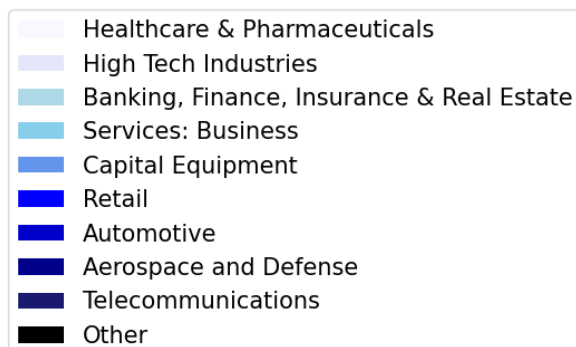 Healthcare & Pharmaceuticals
High Tech Industries
Banking, Finance, Insurance & Real Estate
Services: Business
Capital Equipment
Retail
Automotive
Aerospace and Defense
Telecommunications
Other